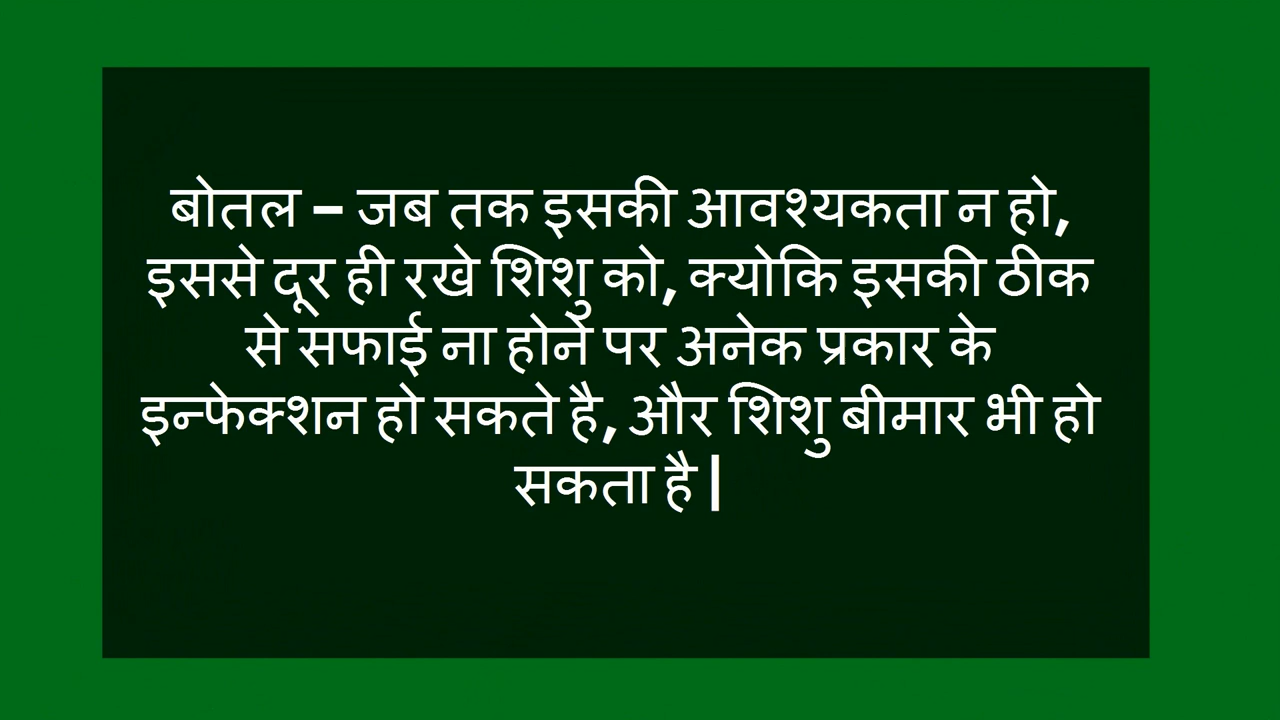 बोतल – जब तक इसकी आवश्यकता न हो,
इससे दूर ही रखे शिशु को, क्योकि इसकी ठीक
से सफाई ना होने पर अनेक प्रकार के
इन्फेक्शन हो सकते है, और शिशु बीमार भी हो
सकता है |